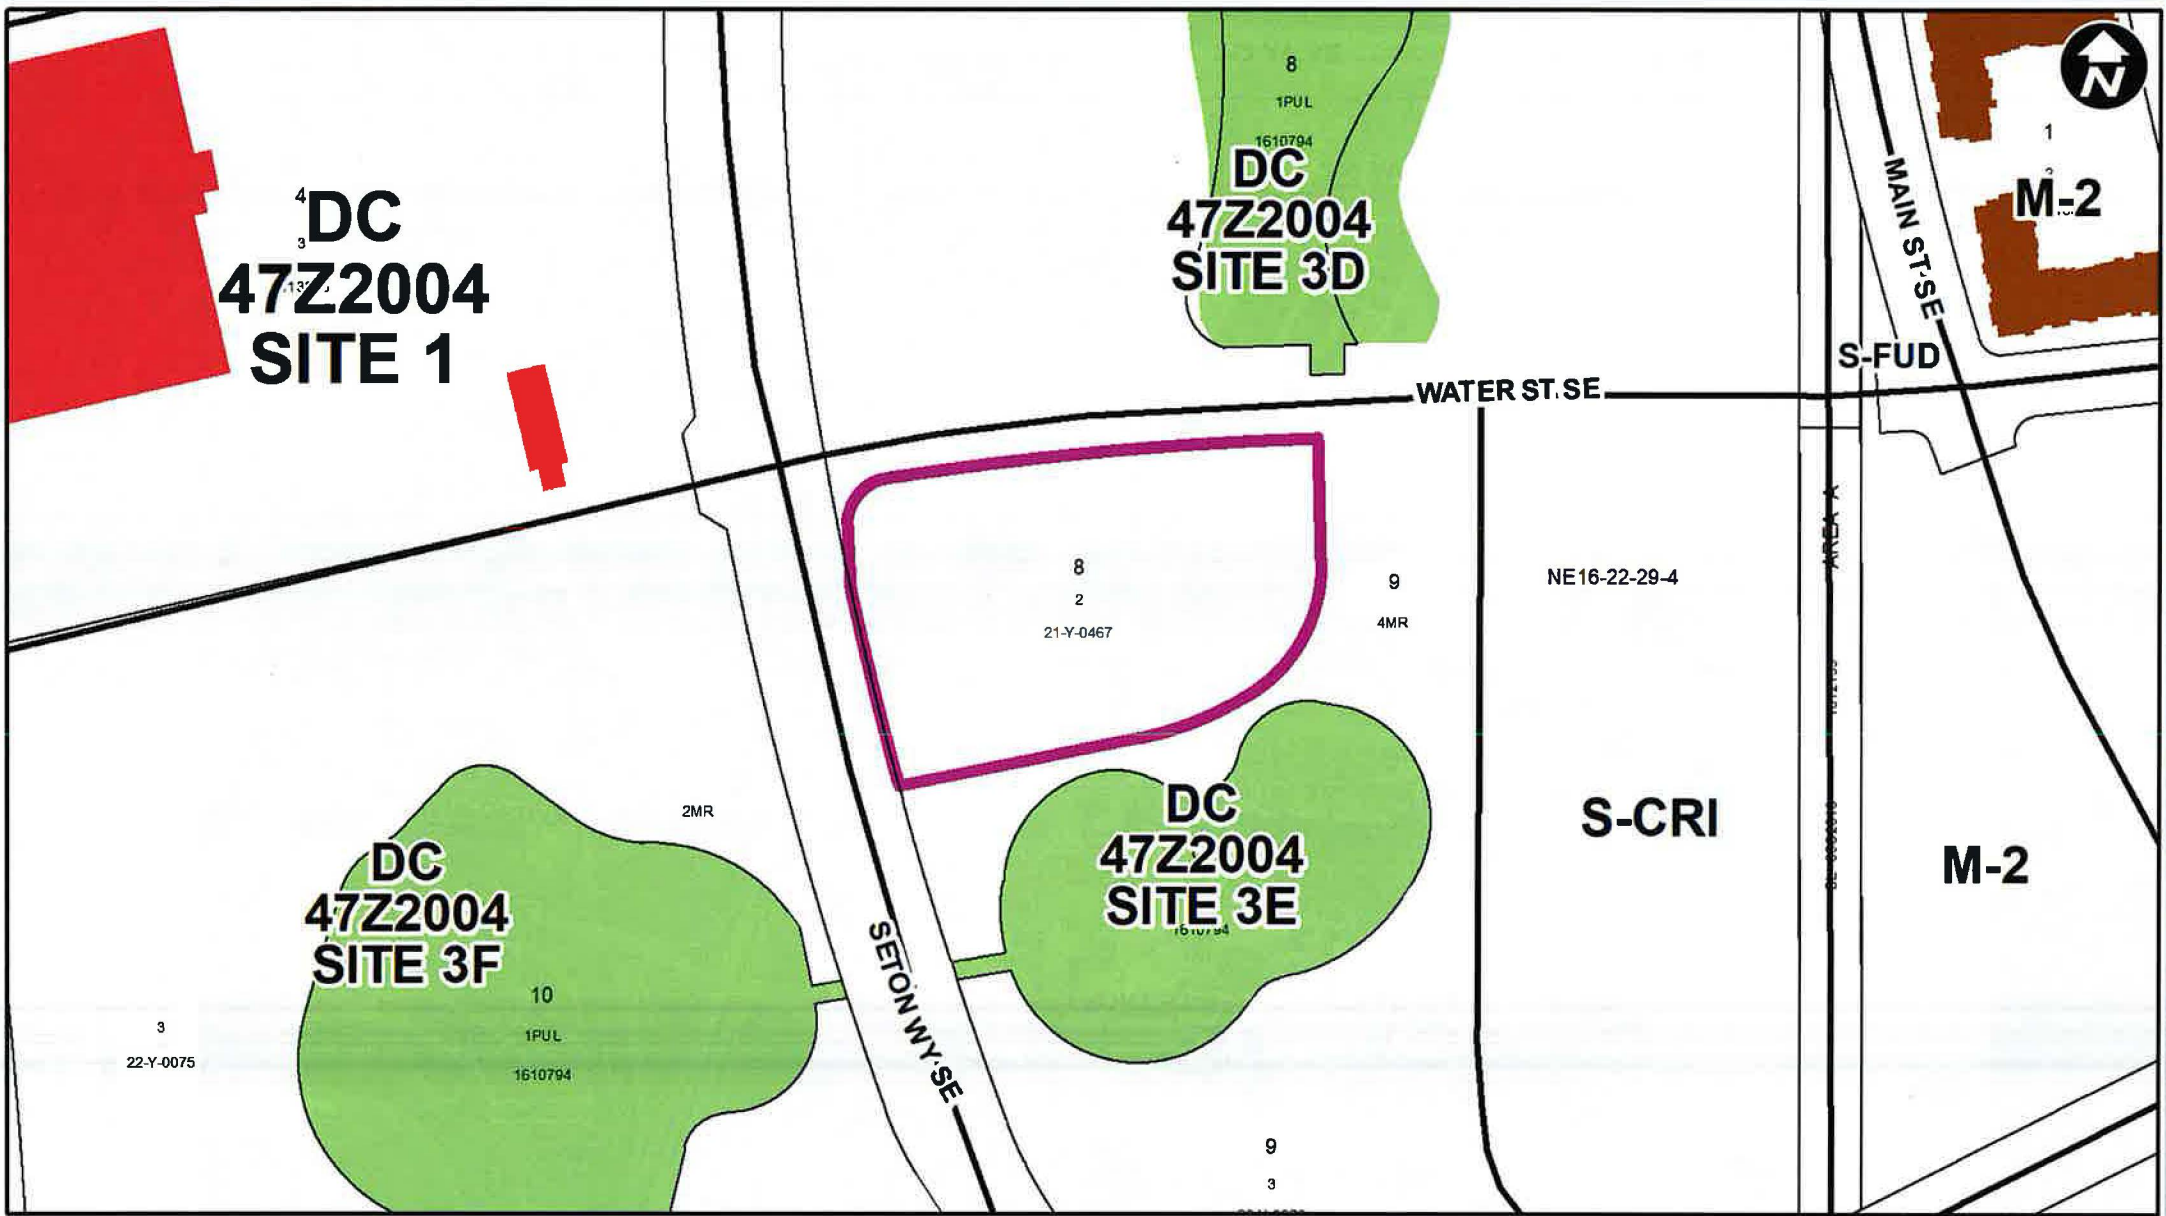 8
1PUL
1610794
DC
47Z2004
SITE 3D
N
1
M-2
MAIN ST SE
4
DC
3
47Z2004
SITE 1
S-FUD
WATER ST SE
AREA A
8
2
21-Y-0467
9
4MR
NE16-22-29-4
2MR
DC
47Z2004
SITE 3E
1610794
S-CRI
M-2
DC
47Z2004
SITE 3F
10
1PUL
1610794
SETON WY SE
3
22-Y-0075
9
3